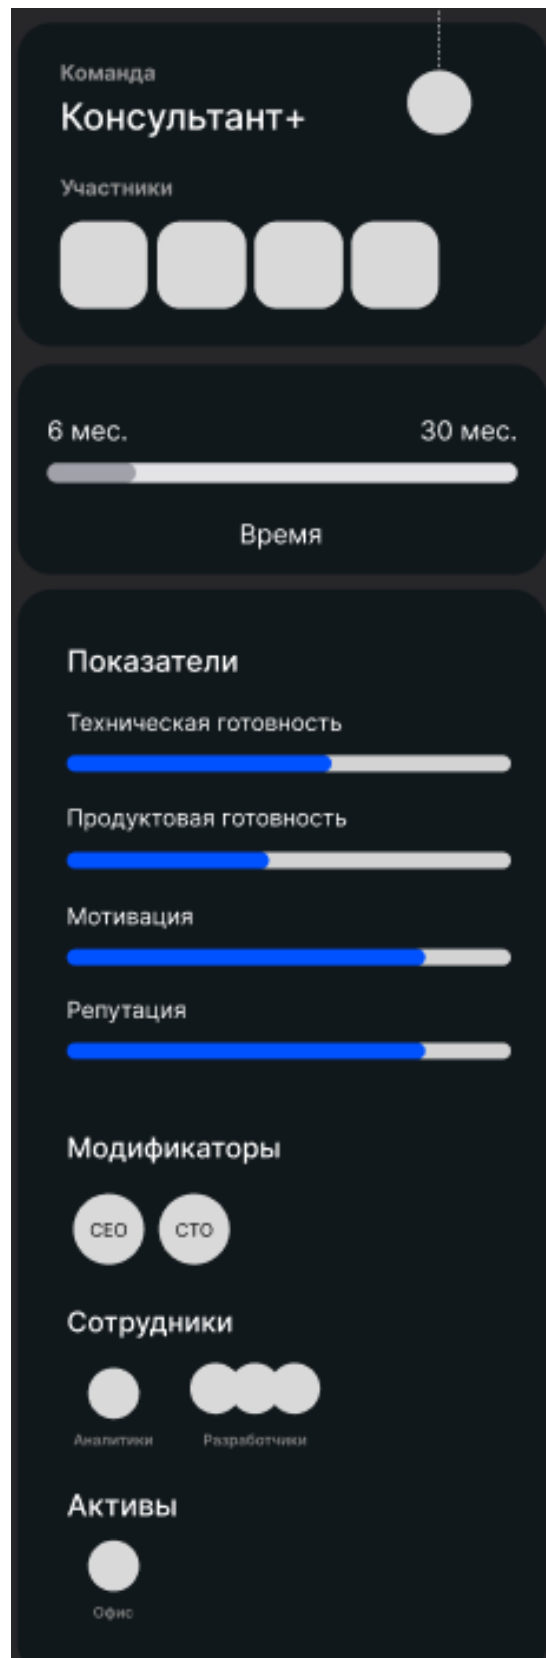 Команда
Консультант+
Участники
6 мес.
30 мес.
Время
Показатели
Техническая готовность
Продуктовая готовность
Мотивация
Репутация
Модификаторы
CEO
CTO
Сотрудники
Аналитики
Разработчики
Активы
Офис